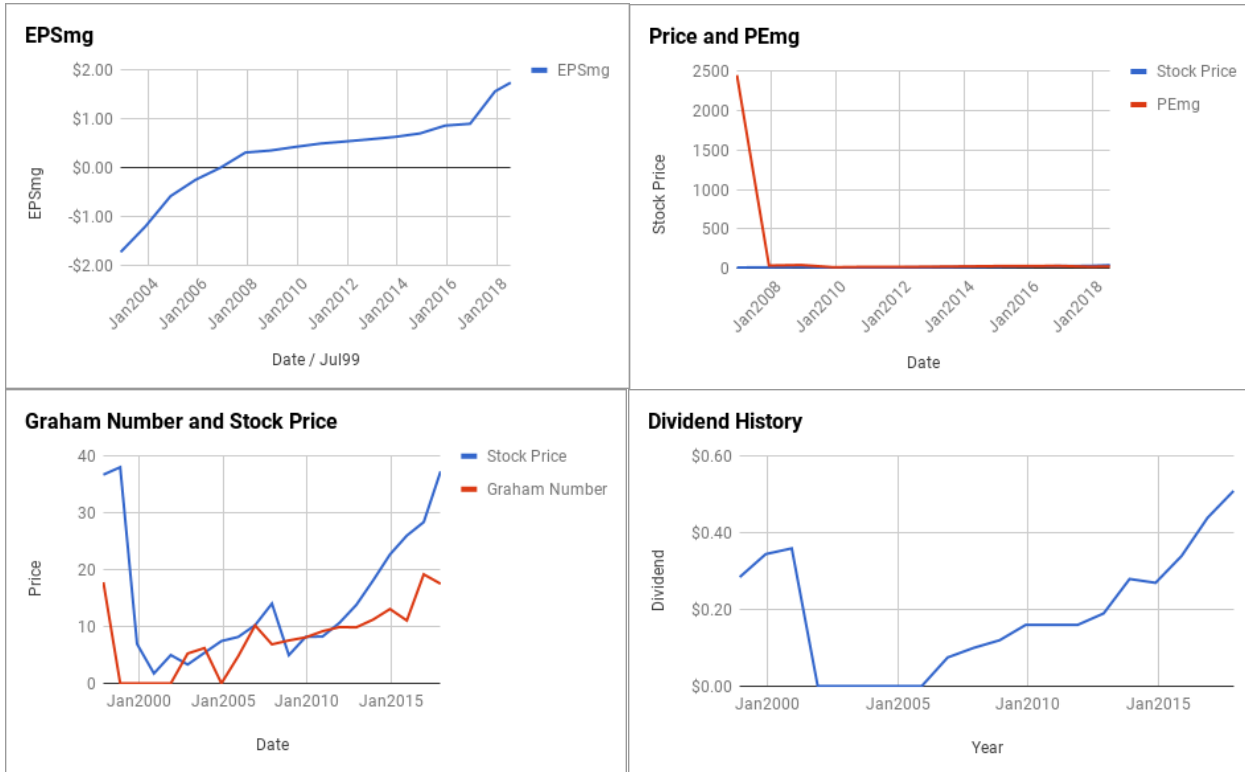 EPSmg
EPSmg
$2.00
$1.00
$0.00
-$1.00
-$2.00
EPSmg
Jan2004
Jan2006
Jan2008
Jan2010
Jan2012
Jan2014
Jan2016
Jan2018
Date / Jul99
Price and PEmg
Stock Price
PEmg
2500
2000
1500
1000
500
0
Stock Price
Jan2008
Jan2010
Jan2012
Jan2014
Jan2016
Jan2018
Date
Graham Number and Stock Price
Stock Price
Graham Number
40
30
20
10
0
Price
Jan2000
Jan2005
Jan2010
Jan2015
Date
Dividend History
$0.60
$0.40
$0.20
$0.00
Dividend
Jan2000
Jan2005
Jan2010
Jan2015
Year